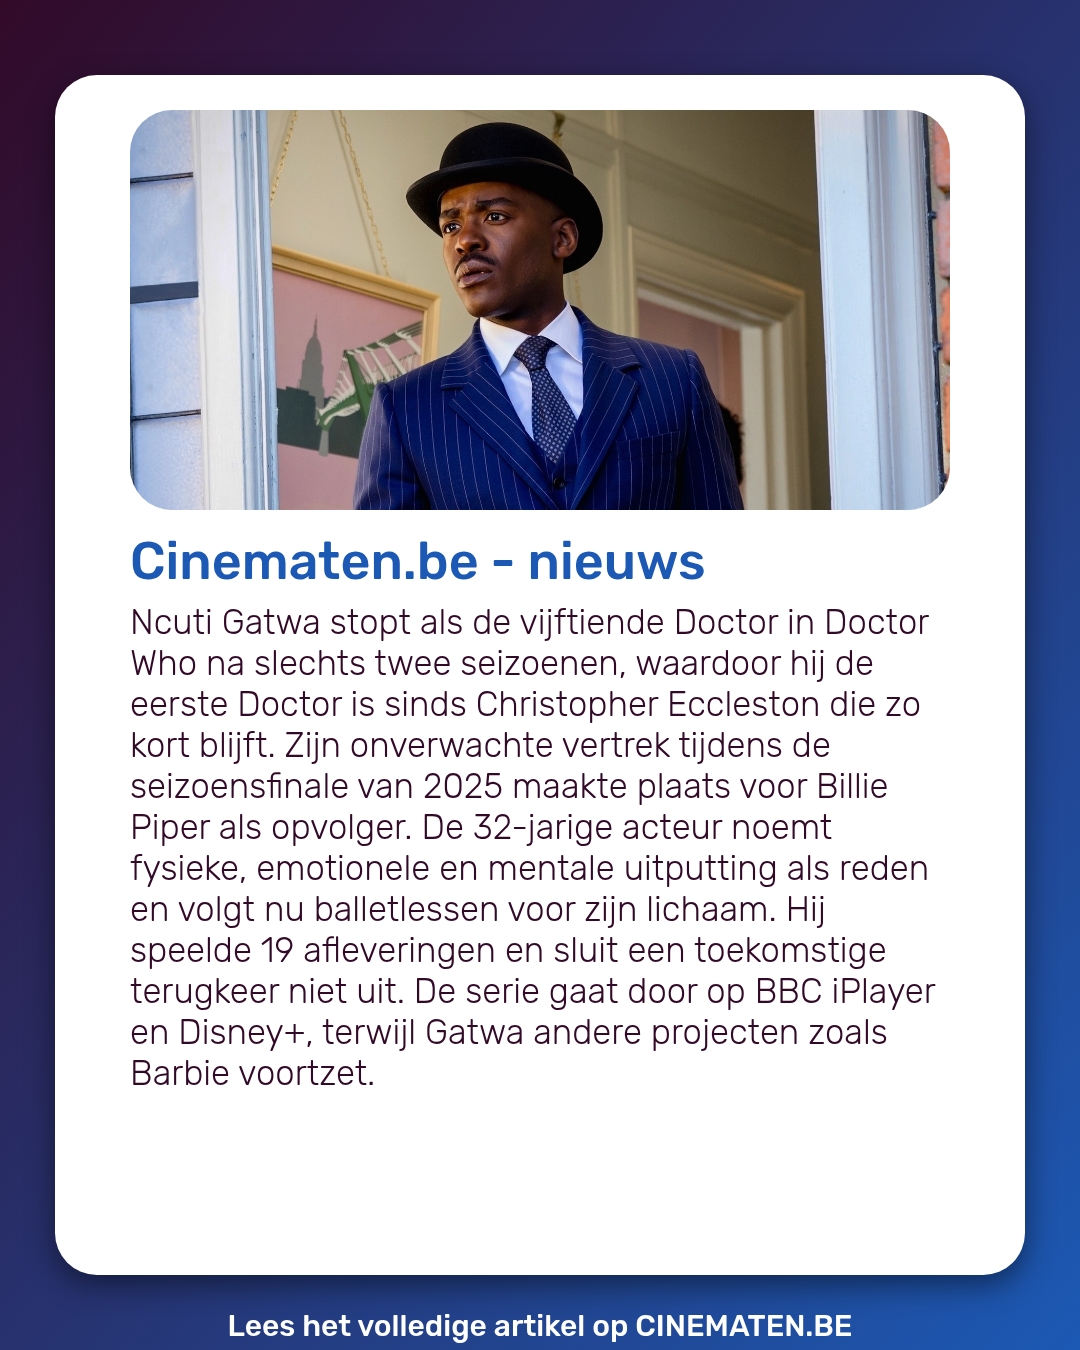 Cinematen.be - nieuws
Ncuti Gatwa stopt als de vijftiende Doctor in Doctor
Who na slechts twee seizoenen, waardoor hij de
eerste Doctor is sinds Christopher Eccleston die zo
kort blijft. Zijn onverwachte vertrek tijdens de
seizoensfinale van 2025 maakte plaats voor Billie
Piper als opvolger. De 32-jarige acteur noemt
fysieke, emotionele en mentale uitputting als reden
en volgt nu balletlessen voor zijn lichaam. Hij
speelde 19 afleveringen en sluit een toekomstige
terugkeer niet uit. De serie gaat door op BBC iPlayer
en Disney+, terwijl Gatwa andere projecten zoals
Barbie voortzet.
Lees het volledige artikel op CINEMATEN.BE